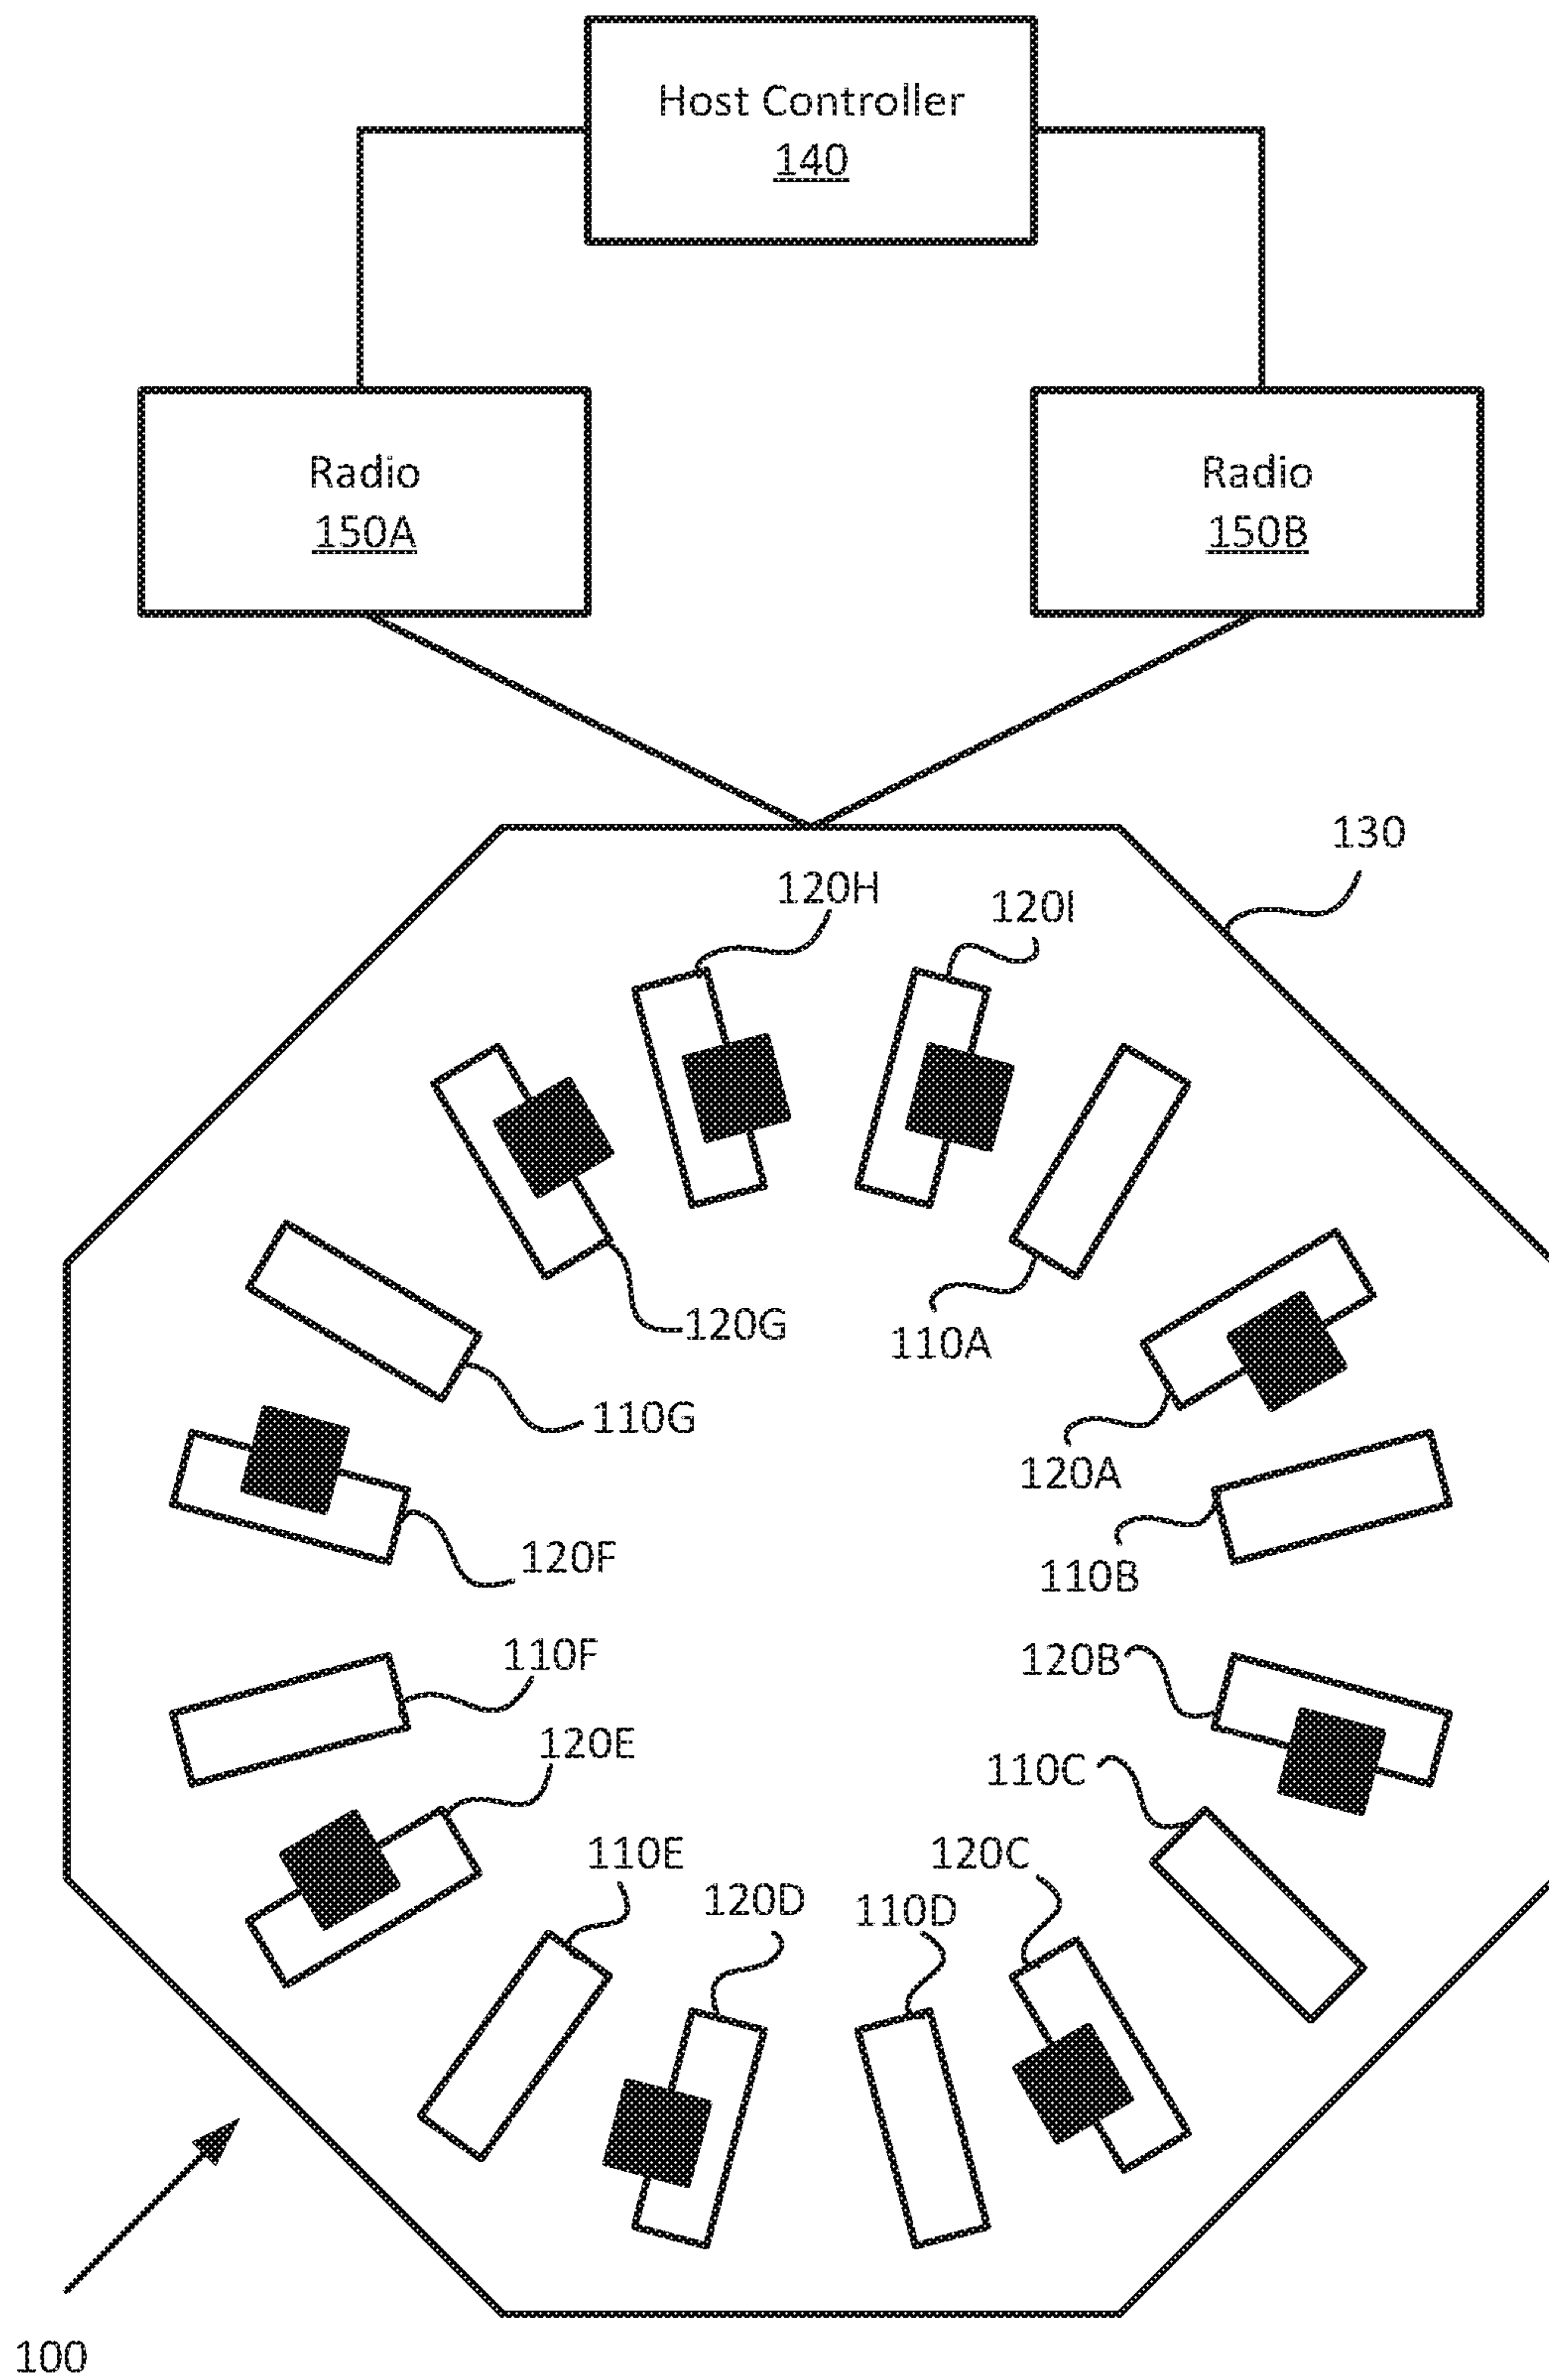 Host Controller
140
Radio
150A
Radio
150B
130
120H
120I
120G
110A
110G
120A
120F
110B
110F
120B
120E
110C
110E
120C
120D
110D
100